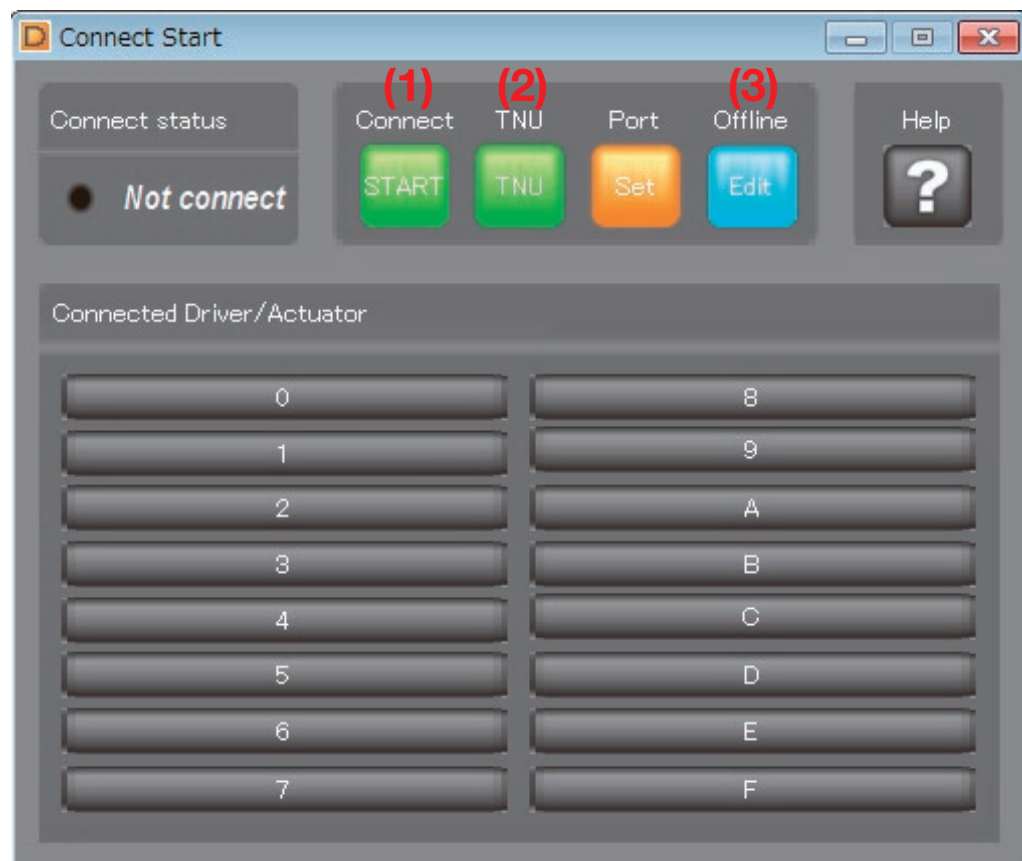 Connect Start
(1) (2) (3)
Connect status Connect TNU Port Offline Help
START TNU Set Edit ?
Not connect
Connected Driver/Actuator
0 8
1 9
2 A
3 B
4 C
5 D
6 E
7 F